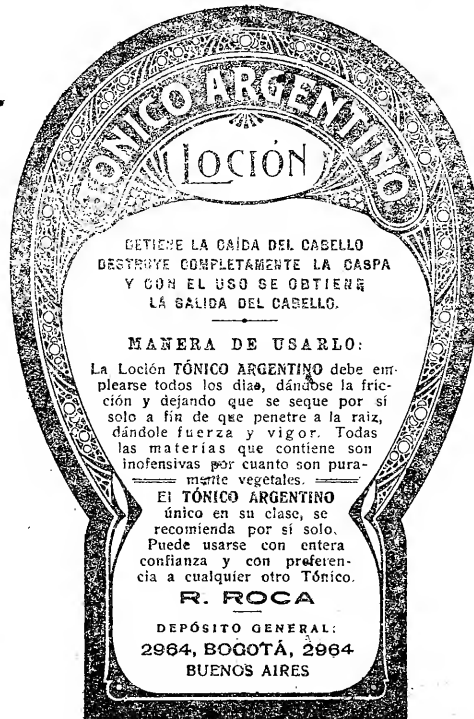 TÓNICO ARGENTINO
LOCIÓN
DETIENE LA CAÍDA DEL CABELLO
DESTRUYE COMPLETAMENTE LA CASPA
Y CON EL USO SE OBTIENE
LA SALIDA DEL CABELLO.
MANERA DE USARLO:
La Loción TÓNICO ARGENTINO debe em-
plearse todos los dias, dándose la fric-
ción y dejando que se seque por sí
solo a fin de que penetre a la raiz,
dándole fuerza y vigor. Todas
las materias que contiene son
inofensivas por cuanto son pura-
mente vegetales.
El TÓNICO ARGENTINO
único en su clase, se
recomienda por sí solo.
Puede usarse con entera
confianza y con preferen-
cia a cualquier otro Tónico.
R. ROCA
DEPÓSITO GENERAL:
2964, BOGOTÁ, 2964
BUENOS AIRES